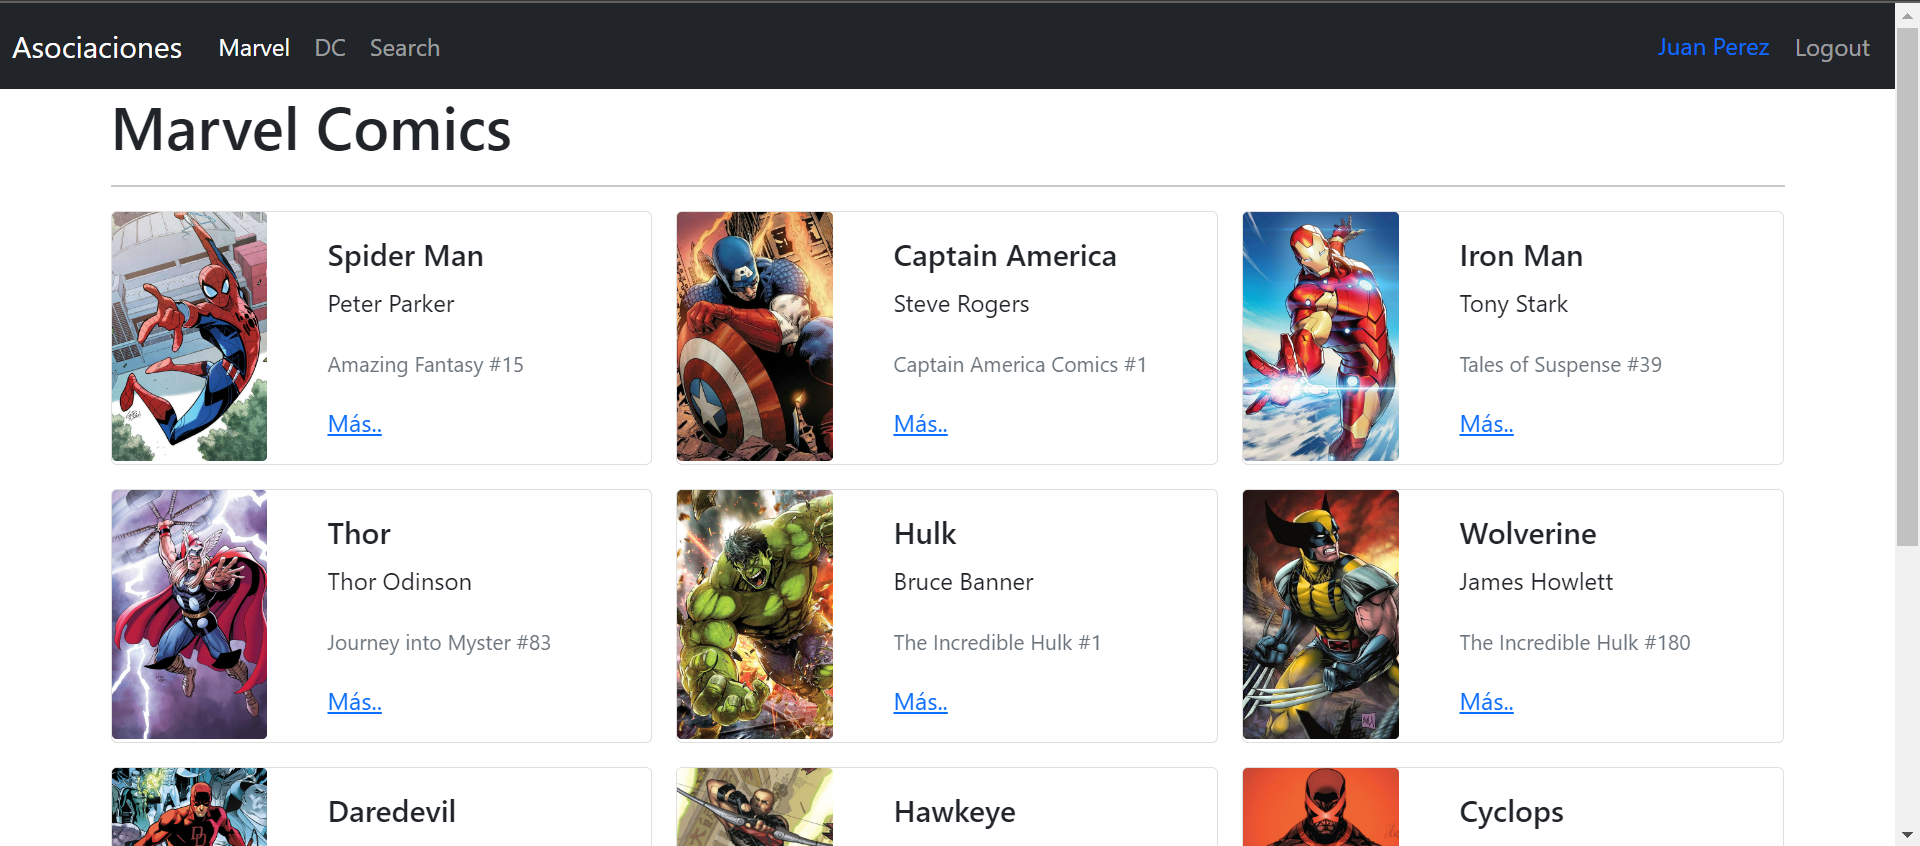 Asociaciones Marvel DC Search Juan Perez Logout
Marvel Comics
Spider Man
Peter Parker
Amazing Fantasy #15
Más..
Captain America
Steve Rogers
Captain America Comics #1
Más..
Iron Man
Tony Stark
Tales of Suspense #39
Más..
Thor
Thor Odinson
Journey into Myster #83
Más..
Hulk
Bruce Banner
The Incredible Hulk #1
Más..
Wolverine
James Howlett
The Incredible Hulk #180
Más..
Daredevil
Hawkeye
Cyclops